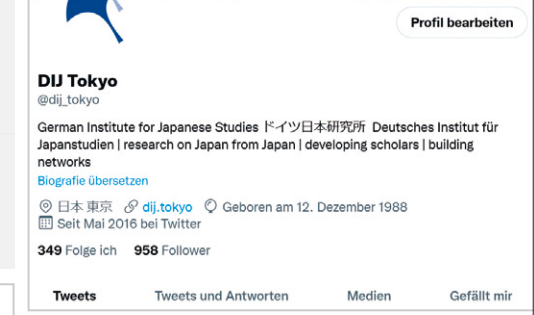 Profil bearbeiten
DIJ Tokyo
@dij_tokyo
German Institute for Japanese Studies ドイツ日本研究所 Deutsches Institut für
Japanstudien | research on Japan from Japan | developing scholars | building
networks
Biografie übersetzen
日本 東京 dij.tokyo Geboren am 12. Dezember 1988
Seit Mai 2016 bei Twitter
349 Folge ich 958 Follower
Tweets Tweets und Antworten Medien Gefällt mir